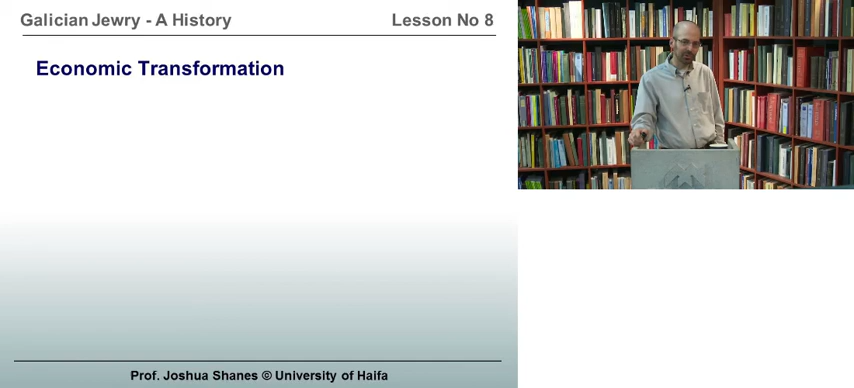 Galician Jewry - A History
Lesson No 8
Economic Transformation
Prof. Joshua Shanes © University of Haifa